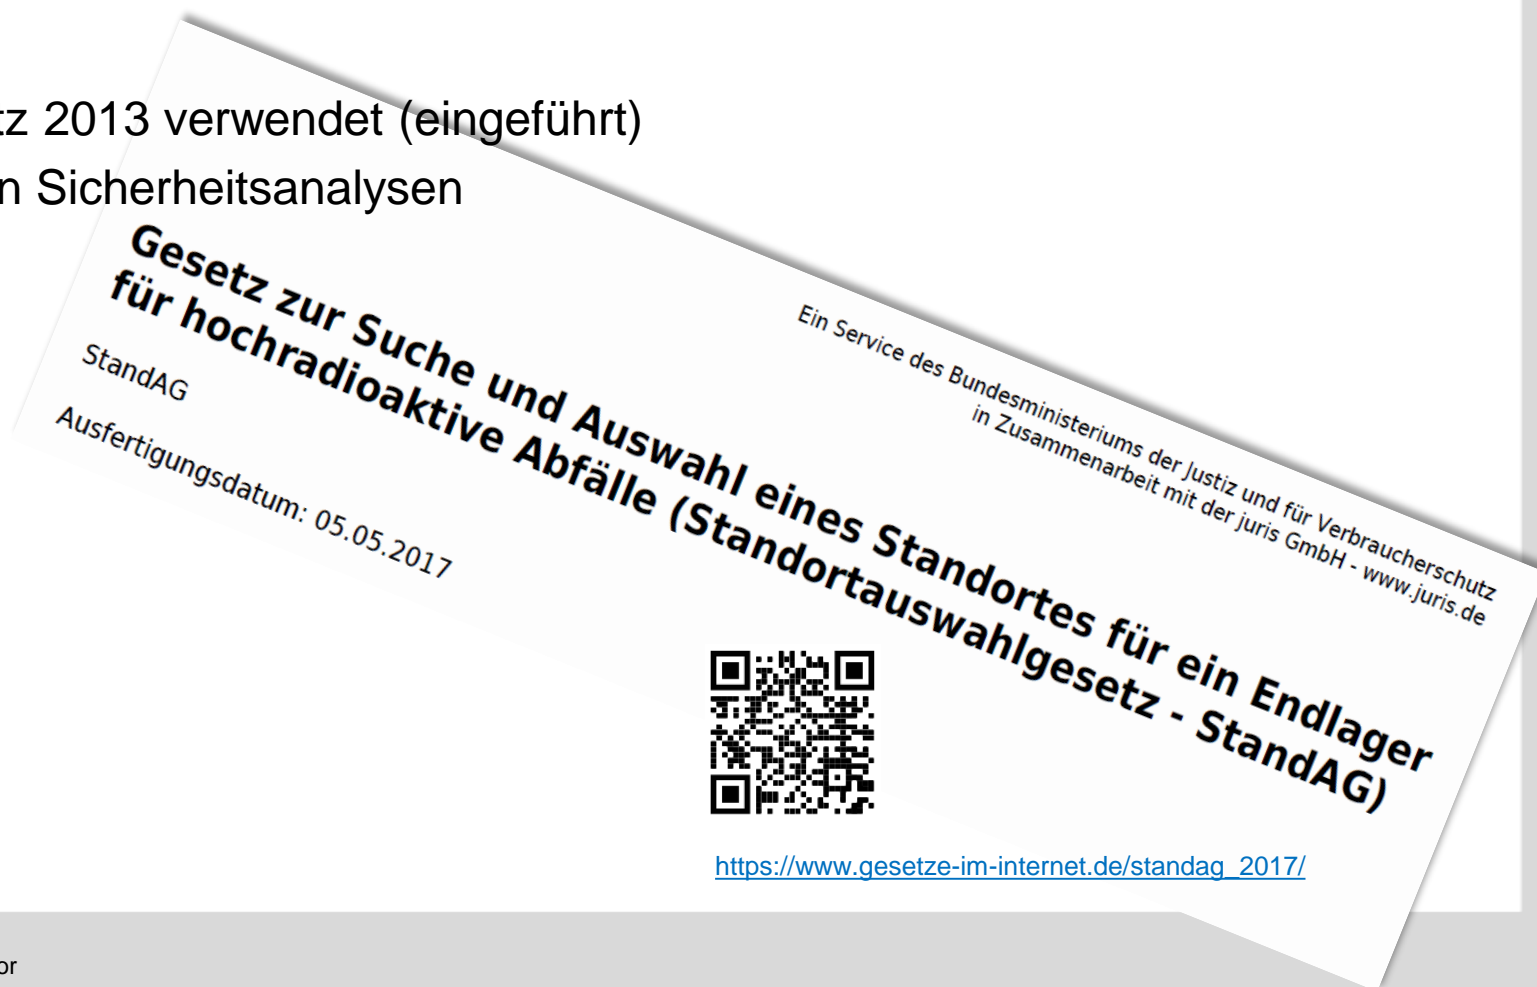 tz 2013 verwendet (eingeführt)
n Sicherheitsanalysen
Ein Service des Bundesministeriums der Justiz und für Verbraucherschutz
in Zusammenarbeit mit der juris GmbH - www.juris.de
Gesetz zur Suche und Auswahl eines Standortes für ein Endlager
für hochradioaktive Abfälle (Standortauswahlgesetz - StandAG)
StandAG
Ausfertigungsdatum: 05.05.2017
https://www.gesetze-im-internet.de/standag_2017/
or